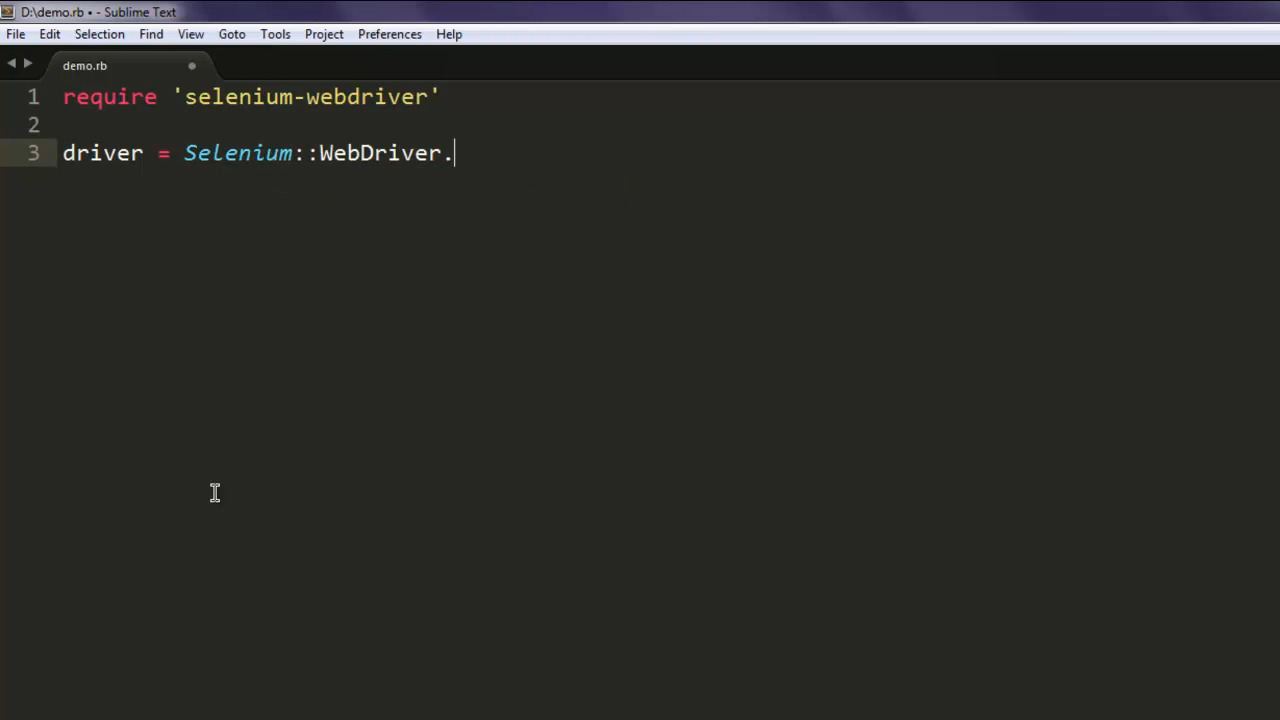 D:\demo.rb • - Sublime Text
File Edit Selection Find View Goto Tools Project Preferences Help
demo.rb
1 require 'selenium-webdriver'
2
3 driver = Selenium::WebDriver.